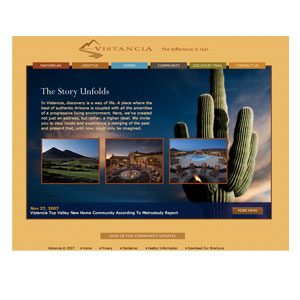 VISTANCIA The difference is real.
MASTERPLAN LIFESTYLE HOMES COMMUNITY DISCOVERY TRAIL CONTACT US
The Story Unfolds
In Vistancia, discovery is a way of life. A place where the
best of authentic Arizona is coupled with all the amenities
of a progressive living environment. Here, we've created
not just an address, but rather, a higher ideal. We invite
you to step inside and experience a merging of the past
and present that, until now, could only be imagined.
Nov 27, 2007
Vistancia Top Valley New Home Community According To Metrostudy Report
READ MORE
SIGN UP FOR COMMUNITY UPDATES
Vistancia © 2007 Home Privacy Disclaimer Realtor Information Download Our Brochure